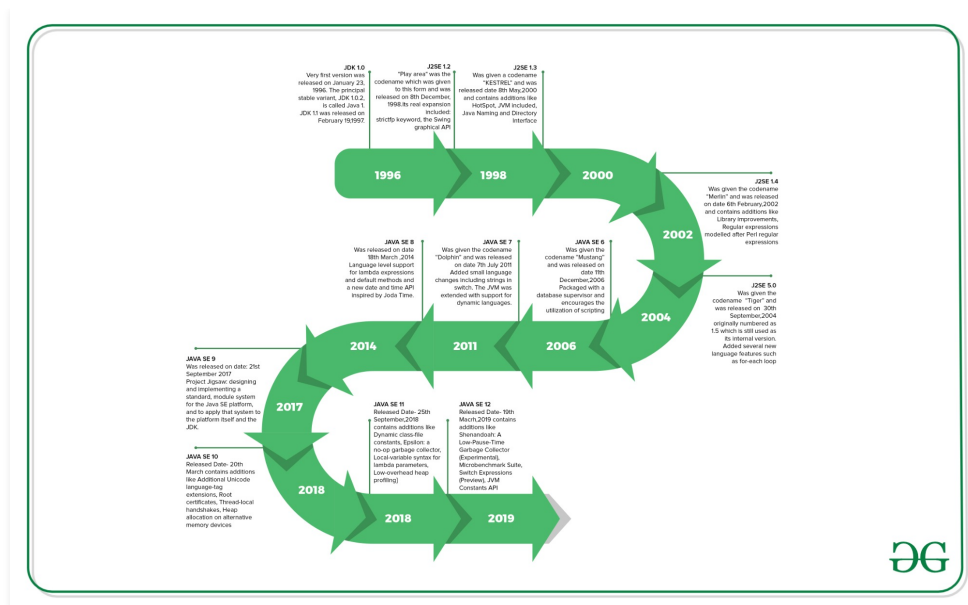 JDK 1.0
Very first version was
released on January 23,
1996. The principal
stable variant, JDK 1.0.2,
is called Java 1.
JDK 1.1 was released on
February 19,1997.
J2SE 1.2
"Play area" was the
codename which was given
to this form and was
released on 8th December,
1998.Its real expansion
included:
strictfp keyword, the Swing
graphical API
J2SE 1.3
Was given a codename
"KESTREL" and was
released date 8th May,2000
and contains additions like
HotSpot, JVM included,
Java Naming and Directory
Interface
1996
1998
2000
J2SE 1.4
Was given the codename
"Merlin" and was released
on date 6th February,2002
and contains additions like
Library improvements,
Regular expressions
modelled after Perl regular
expressions
2002
J2SE 5.0
Was given the
codename "Tiger" and
was released on 30th
September,2004
originally numbered as
1.5 which is still used as
its internal version.
Added several new
language features such
as for-each loop
2004
JAVA SE 6
Was given the
codename "Mustang"
and was released on
date 11th
December,2006
Packaged with a
database supervisor and
encourages the
utilization of scripting
2006
JAVA SE 7
Was given the codename
"Dolphin" and was released
on date 7th July 2011
Added small language
changes including strings in
switch. The JVM was
extended with support for
dynamic languages.
2011
JAVA SE 8
Was released on date
18th March ,2014
Language level support
for lambda expressions
and default methods and
a new date and time API
inspired by Joda Time.
2014
JAVA SE 9
Was released on date: 21st
September 2017
Project Jigsaw: designing
and implementing a
standard, module system
for the Java SE platform,
and to apply that system to
the platform itself and the
JDK.
2017
JAVA SE 10
Released Date- 20th
March contains additions
like Additional Unicode
language-tag
extensions, Root
certificates, Thread-local
handshakes, Heap
allocation on alternative
memory devices
2018
JAVA SE 11
Released Date- 25th
September,2018
contains additions like
Dynamic class-file
constants, Epsilon: a
no-op garbage collector,
Local-variable syntax for
lambda parameters,
Low-overhead heap
profiling]
2018
JAVA SE 12
Released Date- 19th
Macrh,2019 contains
additions like
Shenandoah: A
Low-Pause-Time
Garbage Collector
(Experimental),
Microbenchmark Suite,
Switch Expressions
(Preview), JVM
Constants API
2019